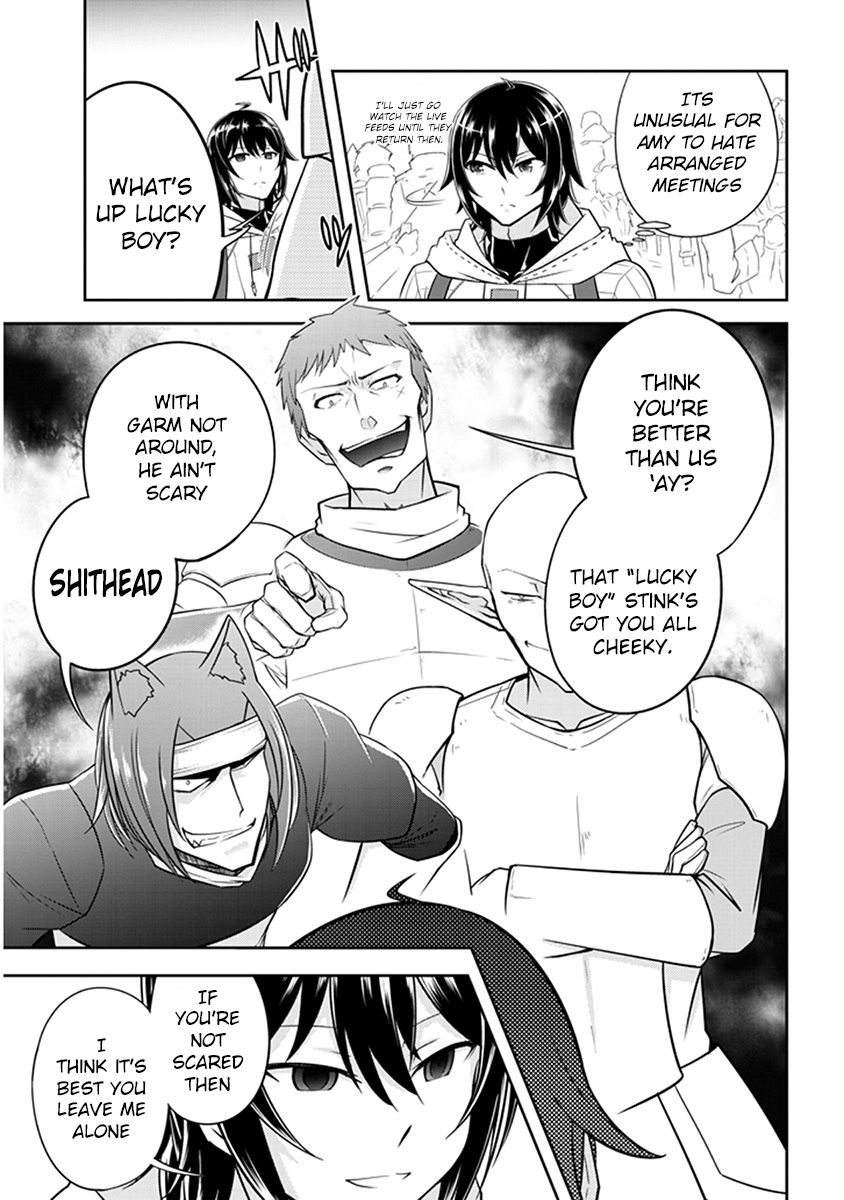 ITS
UNUSUAL FOR
AMY TO HATE
ARRANGED
MEETINGS
I'LL JUST GO
WATCH THE LIVE
FEEDS UNTIL THEY
RETURN THEN.
WHAT'S
UP LUCKY
BOY?
THINK
YOU'RE
BETTER
THAN US
'AY?
THAT "LUCKY
BOY" STINK'S
GOT YOU ALL
CHEEKY.
WITH
GARM NOT
AROUND,
HE AIN'T
SCARY
SHITHEAD
IF
YOU'RE
NOT
SCARED
THEN
I
THINK IT'S
BEST YOU
LEAVE ME
ALONE